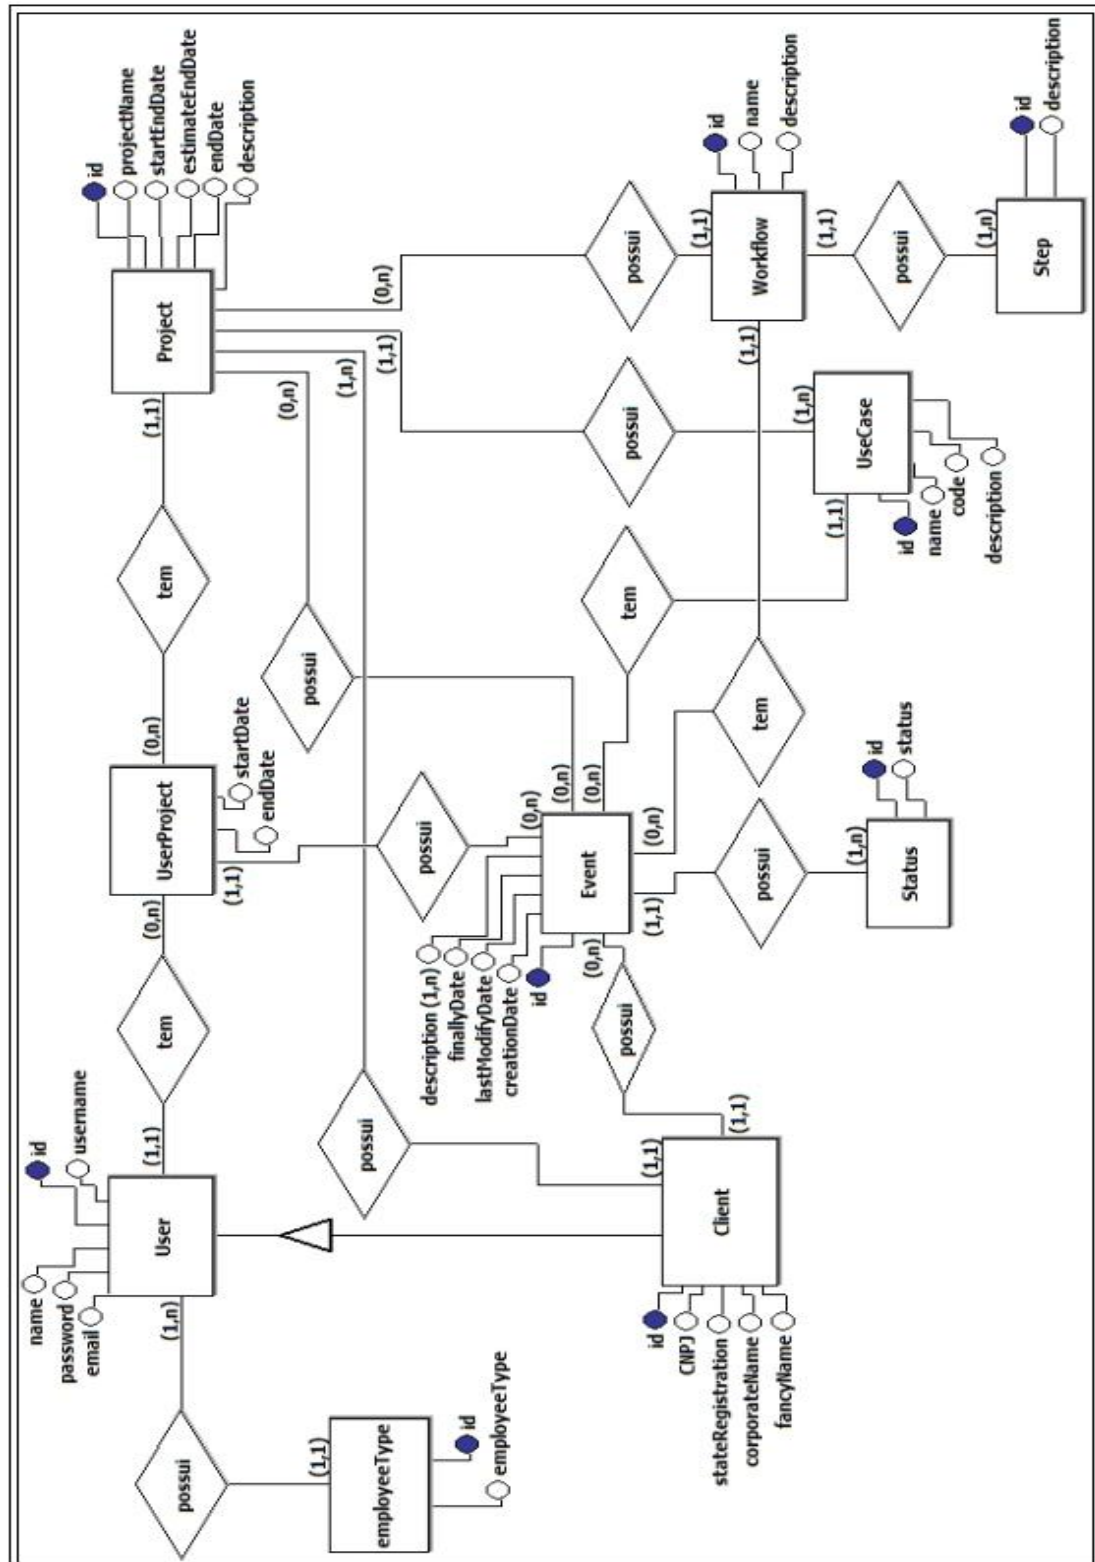 name
password
email
id
username
User
(1,1)
tem
(0,n)
UserProject
startDate
endDate
(0,n)
tem
(1,1)
Project
id
projectName
startEndDate
estimateEndDate
endDate
description
(1,n)
possui
(1,1)
employeeType
id
employeeType
(1,1)
possui
(0,n)
possui
(0,n)
(0,n)
possui
(1,n)
(1,1)
(0,n)
possui
(1,1)
(1,1)
possui
(1,n)
description (1,n)
finallyDate
lastModifyDate
creationDate
id
Event
(0,n)
possui
(1,1)
Client
id
CNPJ
stateRegistration
corporateName
fancyName
(0,n)
tem
(1,1)
UseCase
id
name
code
description
(0,n)
tem
(1,1)
Workflow
id
name
description
(1,1)
possui
(1,n)
Status
id
status
(1,1)
possui
(1,n)
Step
id
description